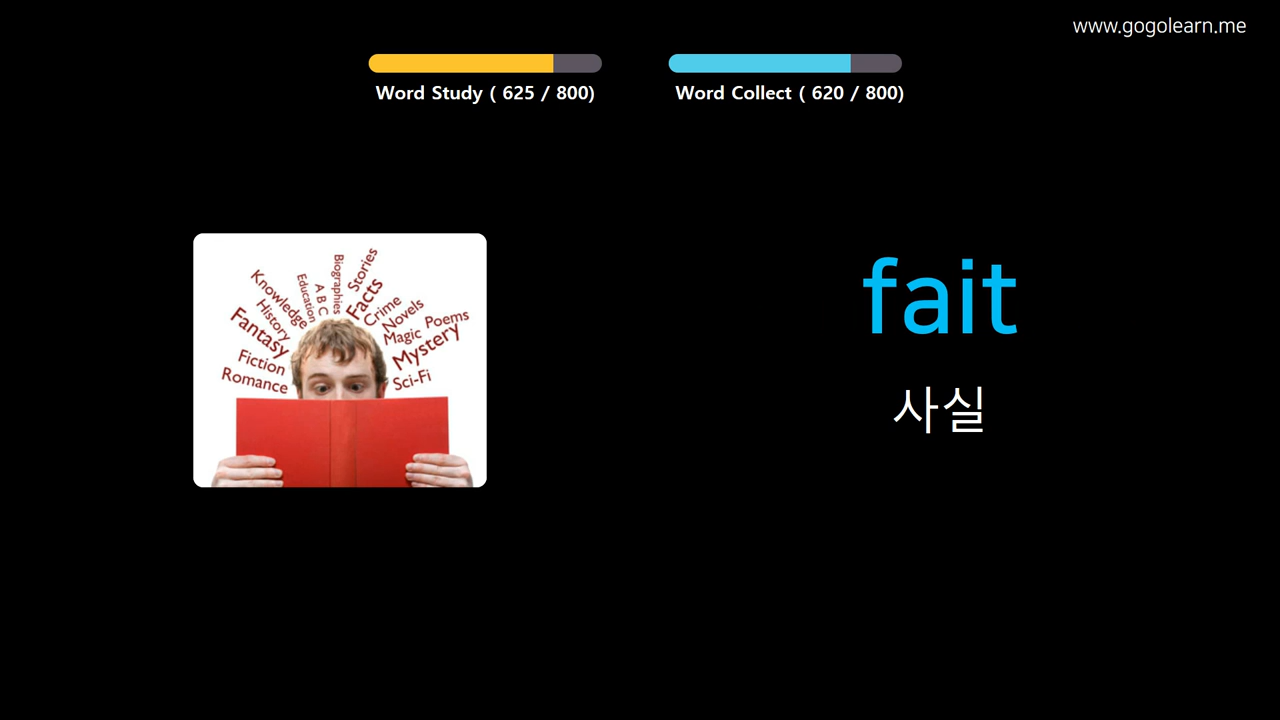 www.gogolearn.me
Word Study ( 625 / 800)
Word Collect ( 620 / 800)
fait
사실
Knowledge
History
Fantasy
Fiction
Romance
Education
A B C
Biographies
Stories
Facts
Crime
Novels
Magic
Poems
Mystery
Sci-Fi